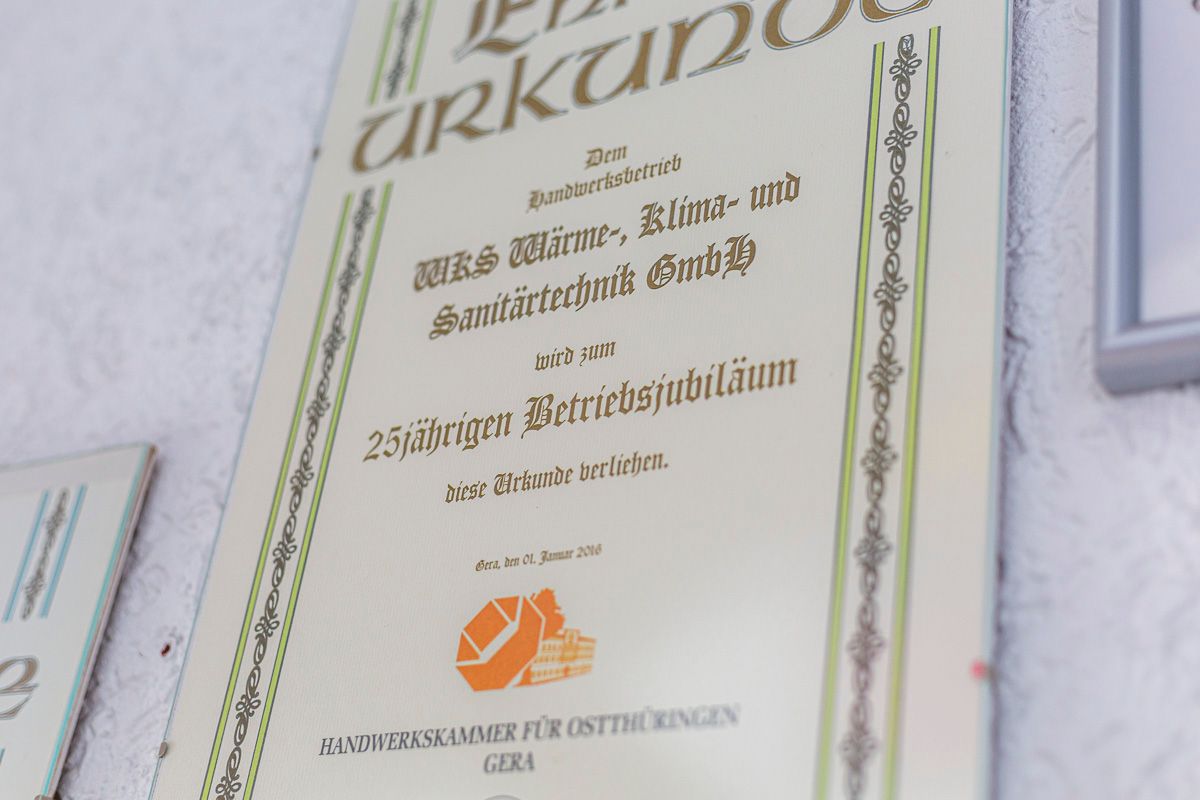 Urkunde
Dem
Handwerksbetrieb
WKS Wärme-, Klima- und
Sanitärtechnik GmbH
wird zum
25jährigen Betriebsjubiläum
diese Urkunde verliehen.
Gera, den 01. Januar 2016
HANDWERKSKAMMER FÜR OSTTHÜRINGEN
GERA